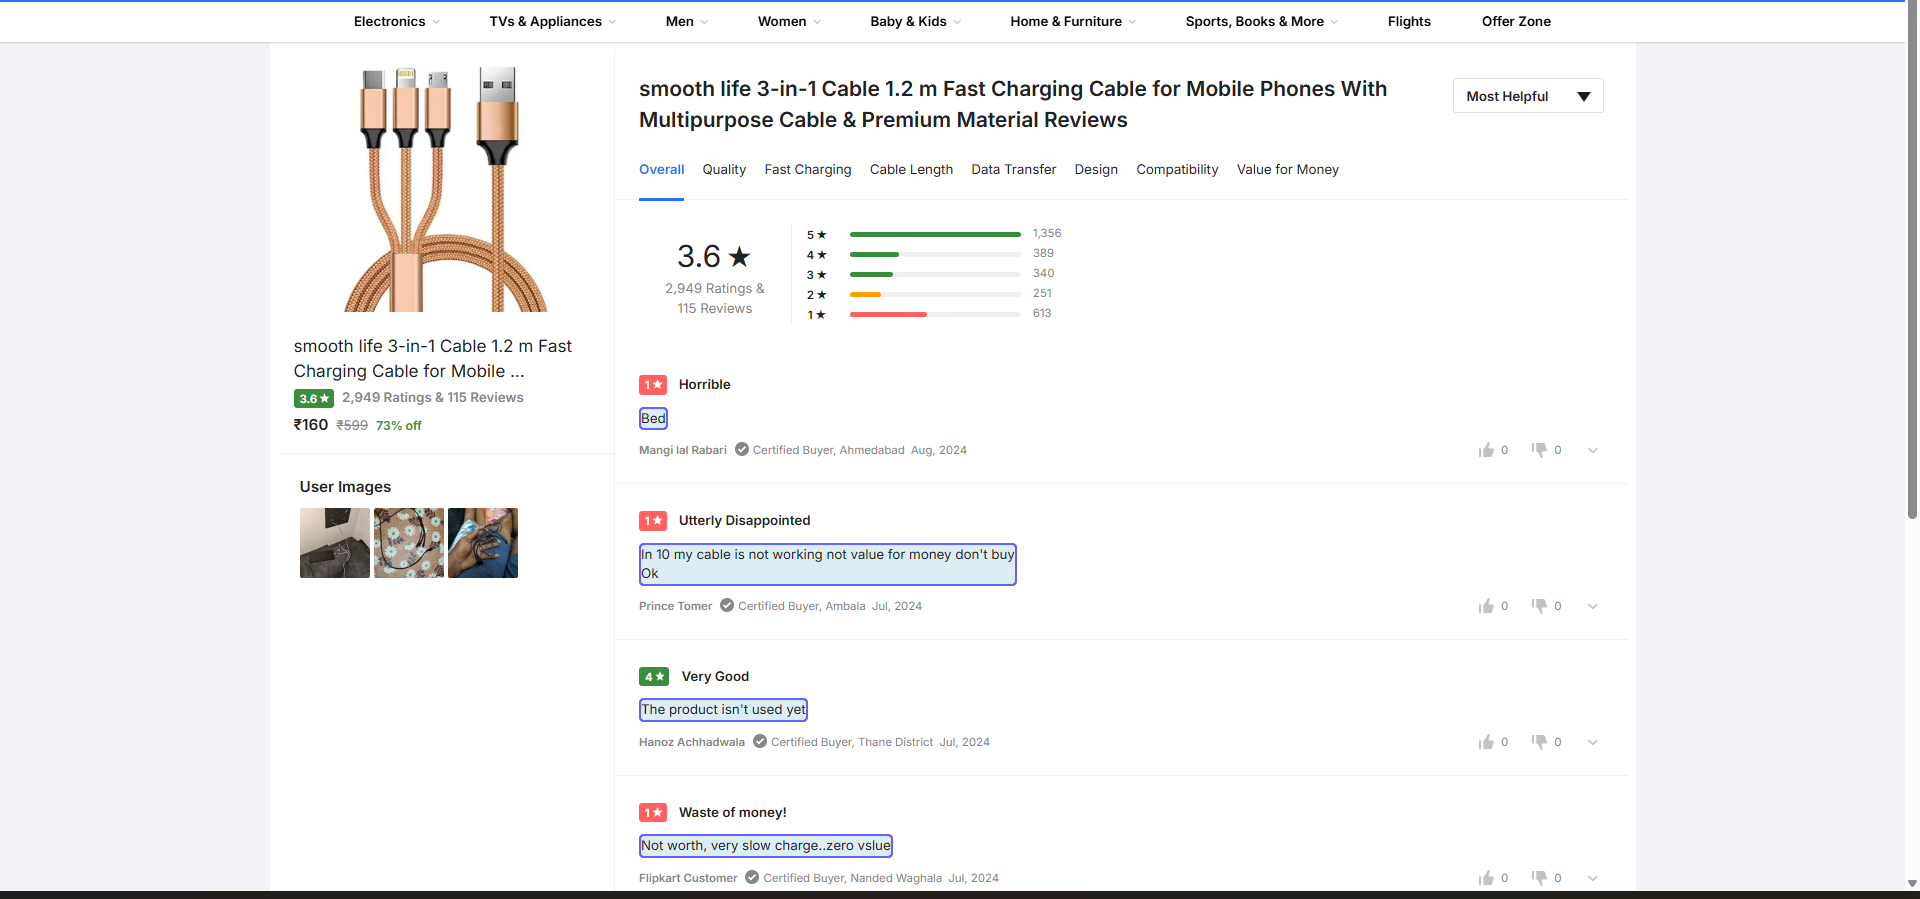 Electronics TVs & Appliances Men Women Baby & Kids Home & Furniture Sports, Books & More Flights Offer Zone
smooth life 3-in-1 Cable 1.2 m Fast Charging Cable for Mobile Phones With
Multipurpose Cable & Premium Material Reviews
Most Helpful
Overall Quality Fast Charging Cable Length Data Transfer Design Compatibility Value for Money
3.6 ★
2,949 Ratings &
115 Reviews
5 ★ 1,356
4 ★ 389
3 ★ 340
2 ★ 251
1 ★ 613
smooth life 3-in-1 Cable 1.2 m Fast
Charging Cable for Mobile ...
3.6 ★ 2,949 Ratings & 115 Reviews
₹160 ₹599 73% off
User Images
1 ★ Horrible
Bed
Mangi lal Rabari Certified Buyer, Ahmedabad Aug, 2024 0 0
1 ★ Utterly Disappointed
In 10 my cable is not working not value for money don't buy
Ok
Prince Tomer Certified Buyer, Ambala Jul, 2024 0 0
4 ★ Very Good
The product isn't used yet
Hanoz Achhadwala Certified Buyer, Thane District Jul, 2024 0 0
1 ★ Waste of money!
Not worth, very slow charge..zero vslue
Flipkart Customer Certified Buyer, Nanded Waghala Jul, 2024 0 0